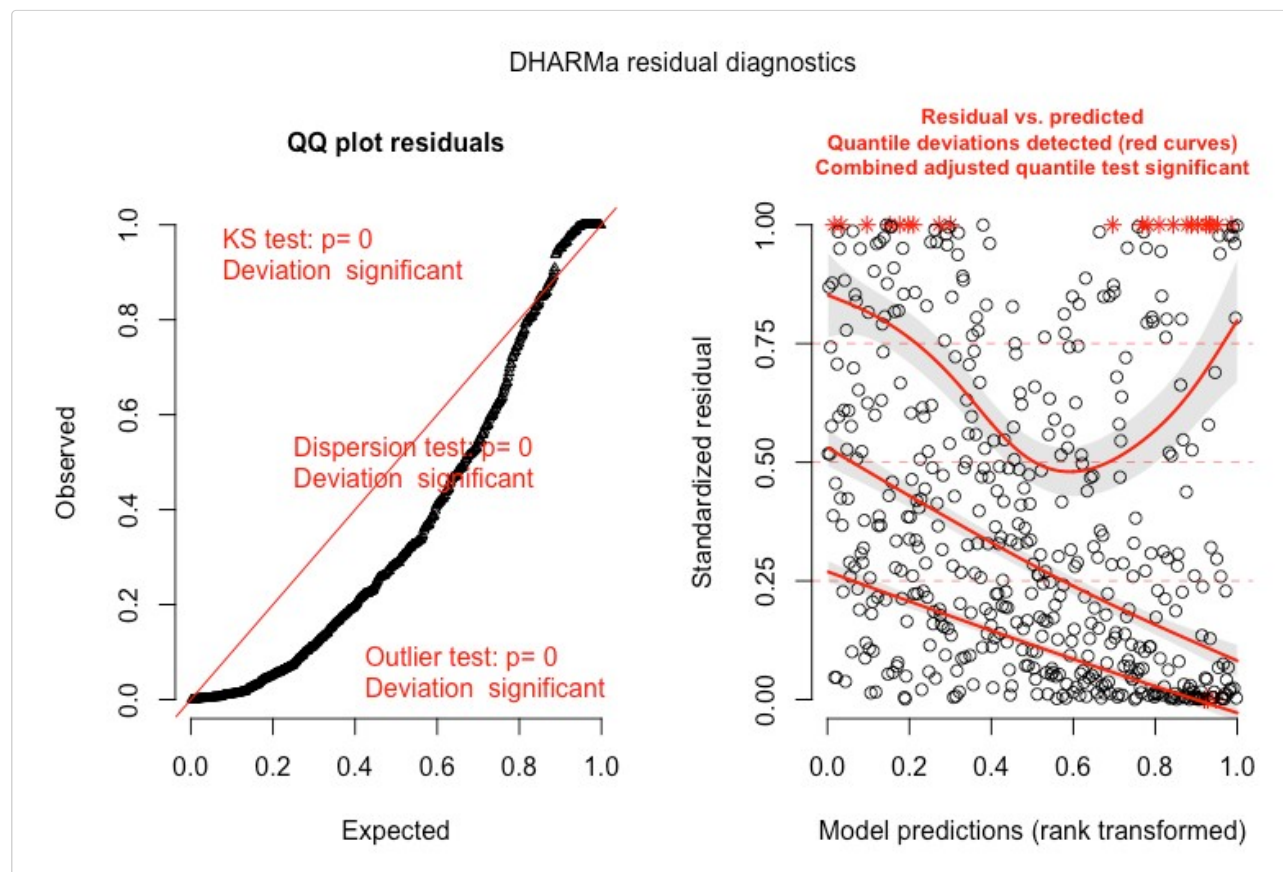 DHARMa residual diagnostics
QQ plot residuals
KS test: p= 0
Deviation  significant
Dispersion test: p= 0
Deviation  significant
Outlier test: p= 0
Deviation  significant
Observed
0.0
0.2
0.4
0.6
0.8
1.0
0.0
0.2
0.4
0.6
0.8
1.0
Expected
Residual vs. predicted
Quantile deviations detected (red curves)
Combined adjusted quantile test significant
Standardized residual
0.00
0.25
0.50
0.75
1.00
0.0
0.2
0.4
0.6
0.8
1.0
Model predictions (rank transformed)